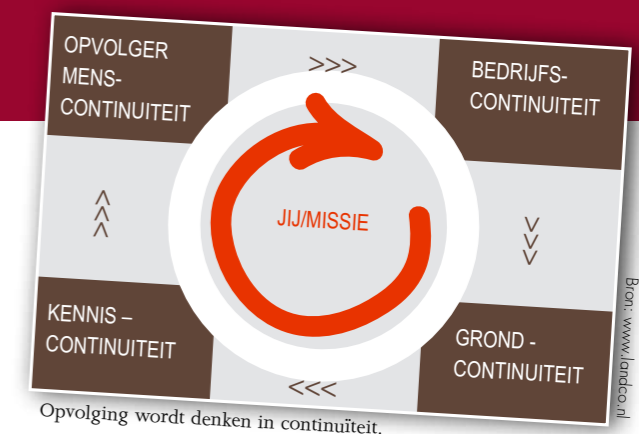 OPVOLGER
MENS-
CONTINUITEIT
>>>
BEDRIJFS-
CONTINUITEIT
>>>
JIJ/MISSIE
>>>
KENNIS –
CONTINUITEIT
<<<
GROND -
CONTINUITEIT
Bron: www.landco.nl
Opvolging wordt denken in continuïteit.